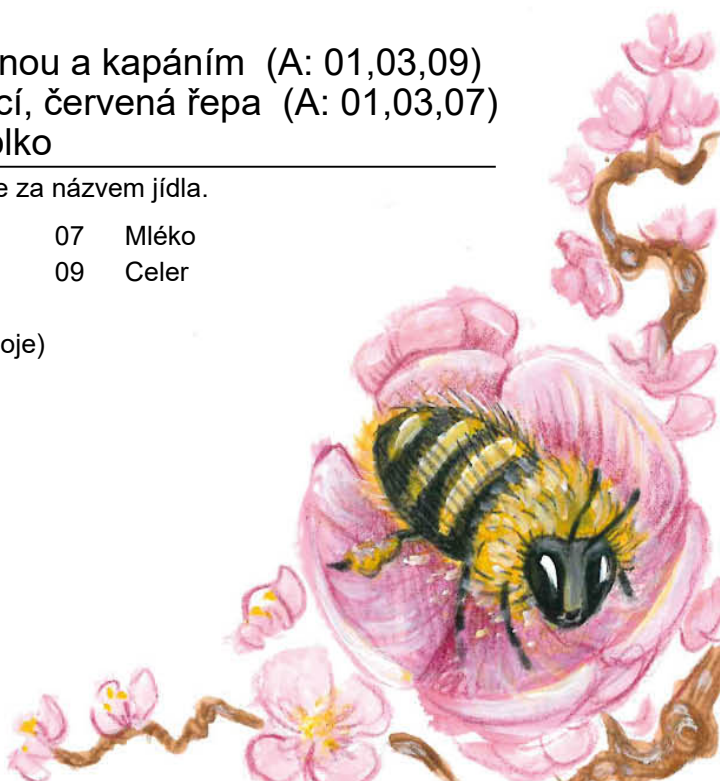 nou a kapáním (A: 01,03,09)
cí, červená řepa (A: 01,03,07)
olko
e za názvem jídla.
07 Mléko
09 Celer
oje)